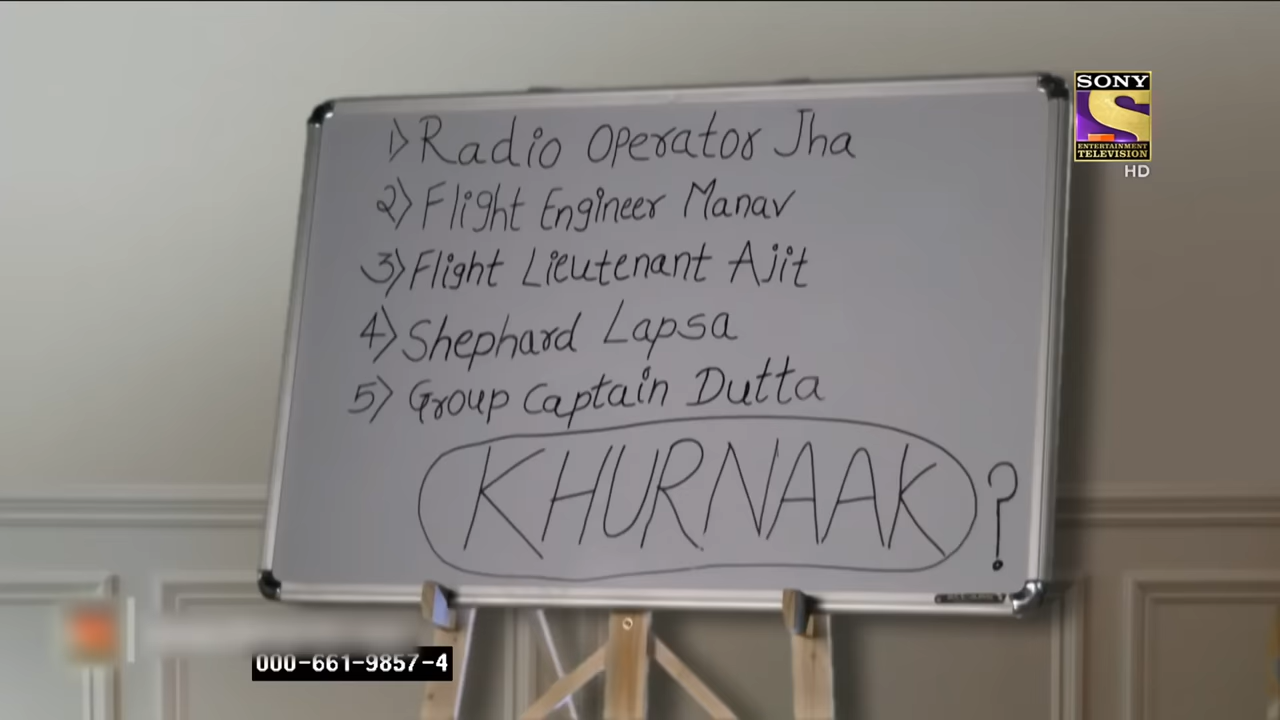 1) Radio Operator Jha
2) Flight Engineer Manav
3) Flight Lieutenant Ajit
4) Shephard Lapsa
5) Group Captain Dutta
KHURNAAK?
SONY
S
ENTERTAINMENT
TELEVISION
HD
000-661-9857-4